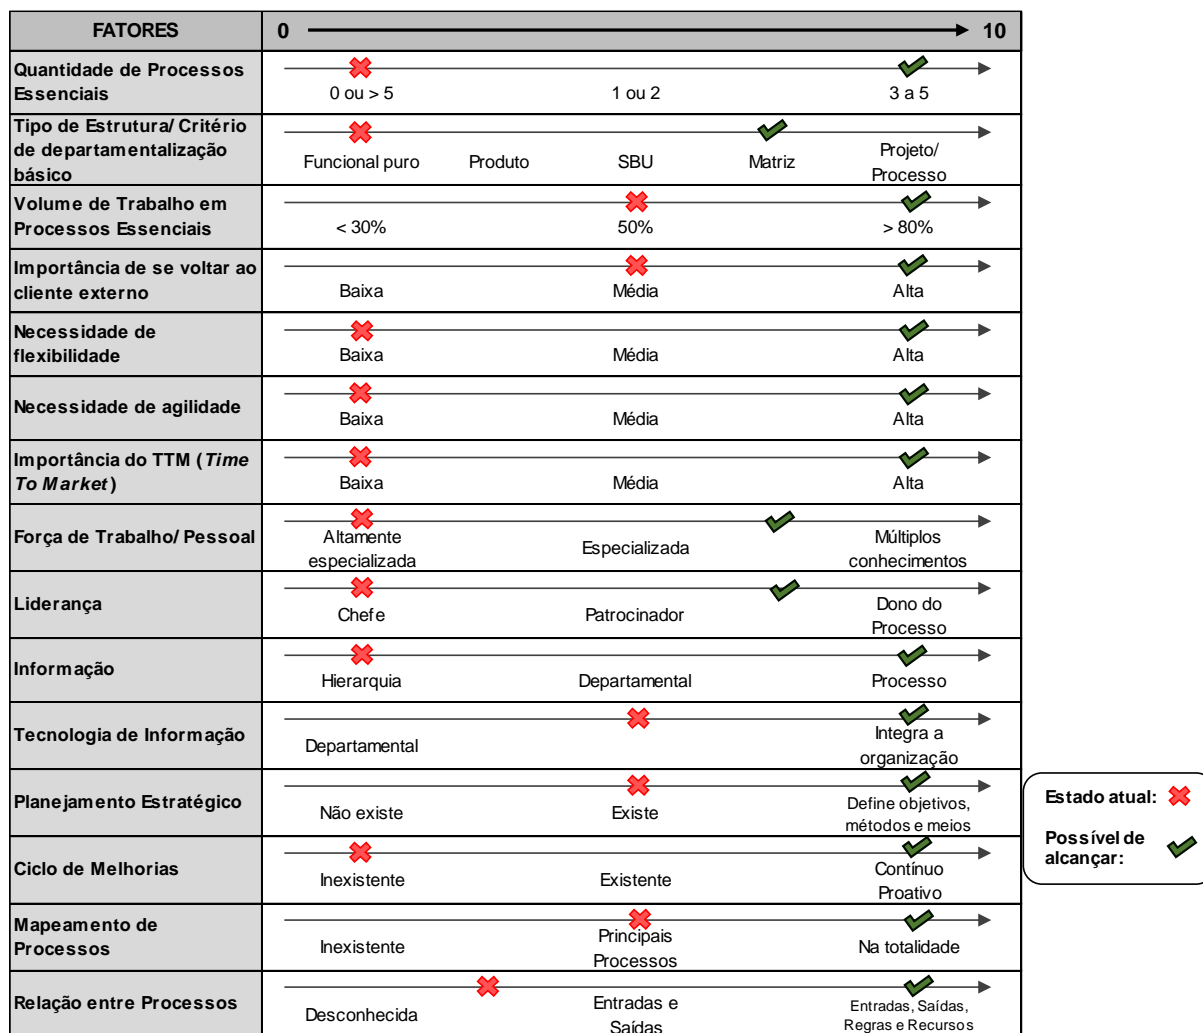 FATORES
0
10
Quantidade de Processos
Essenciais
0 ou > 5
1 ou 2
3 a 5
Tipo de Estrutura/ Critério
de departamentalização
básico
Funcional puro
Produto
SBU
Matriz
Projeto/
Processo
Volume de Trabalho em
Processos Essenciais
< 30%
50%
> 80%
Importância de se voltar ao
cliente externo
Baixa
Média
Alta
Necessidade de
flexibilidade
Baixa
Média
Alta
Necessidade de agilidade
Baixa
Média
Alta
Importância do TTM (Time
To Market)
Baixa
Média
Alta
Força de Trabalho/ Pessoal
Altamente
especializada
Especializada
Múltiplos
conhecimentos
Liderança
Chefe
Patrocinador
Dono do
Processo
Informação
Hierarquia
Departamental
Processo
Tecnologia de Informação
Departamental
Integra a
organização
Planejamento Estratégico
Não existe
Existe
Define objetivos,
métodos e meios
Ciclo de Melhorias
Inexistente
Existente
Contínuo
Proativo
Mapeamento de
Processos
Inexistente
Principais
Processos
Na totalidade
Relação entre Processos
Desconhecida
Entradas e
Saídas
Entradas, Saídas,
Regras e Recursos
Estado atual:
Possível de
alcançar: